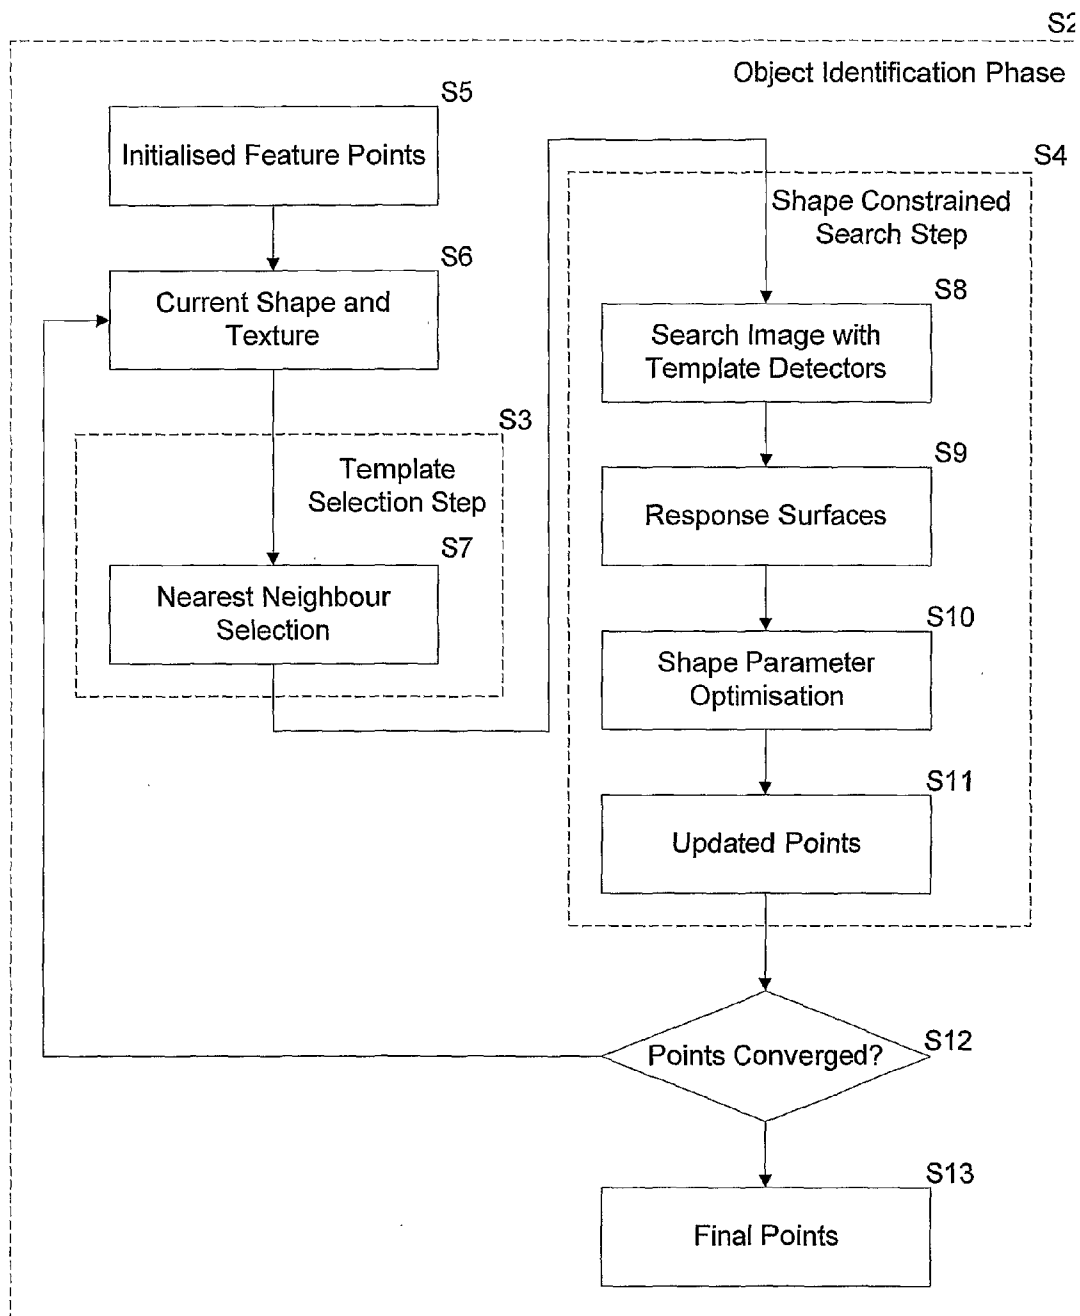 S2
Object Identification Phase
S5
Initialised Feature Points
S6
Current Shape and
Texture
S3
Template
Selection Step
S7
Nearest Neighbour
Selection
S4
Shape Constrained
Search Step
S8
Search Image with
Template Detectors
S9
Response Surfaces
S10
Shape Parameter
Optimisation
S11
Updated Points
S12
Points Converged?
S13
Final Points